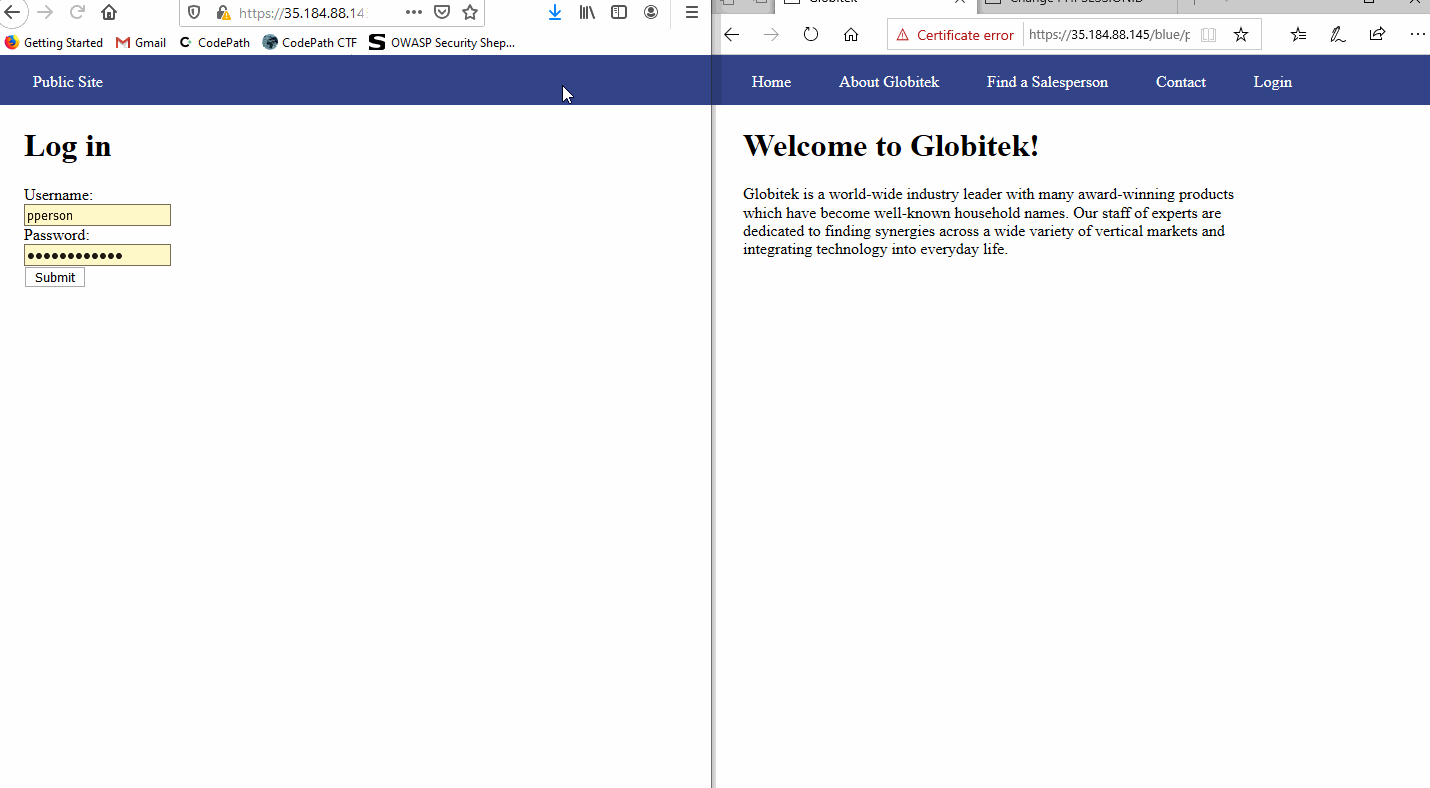 https://35.184.88.14
Getting Started Gmail CodePath CodePath CTF OWASP Security Shep...
Public Site
Log in
Username:
pperson
Password:
Submit
Globitek
Change PHPSESSIONID
Certificate error https://35.184.88.145/blue/p
Home About Globitek Find a Salesperson Contact Login
Welcome to Globitek!
Globitek is a world-wide industry leader with many award-winning products
which have become well-known household names. Our staff of experts are
dedicated to finding synergies across a wide variety of vertical markets and
integrating technology into everyday life.